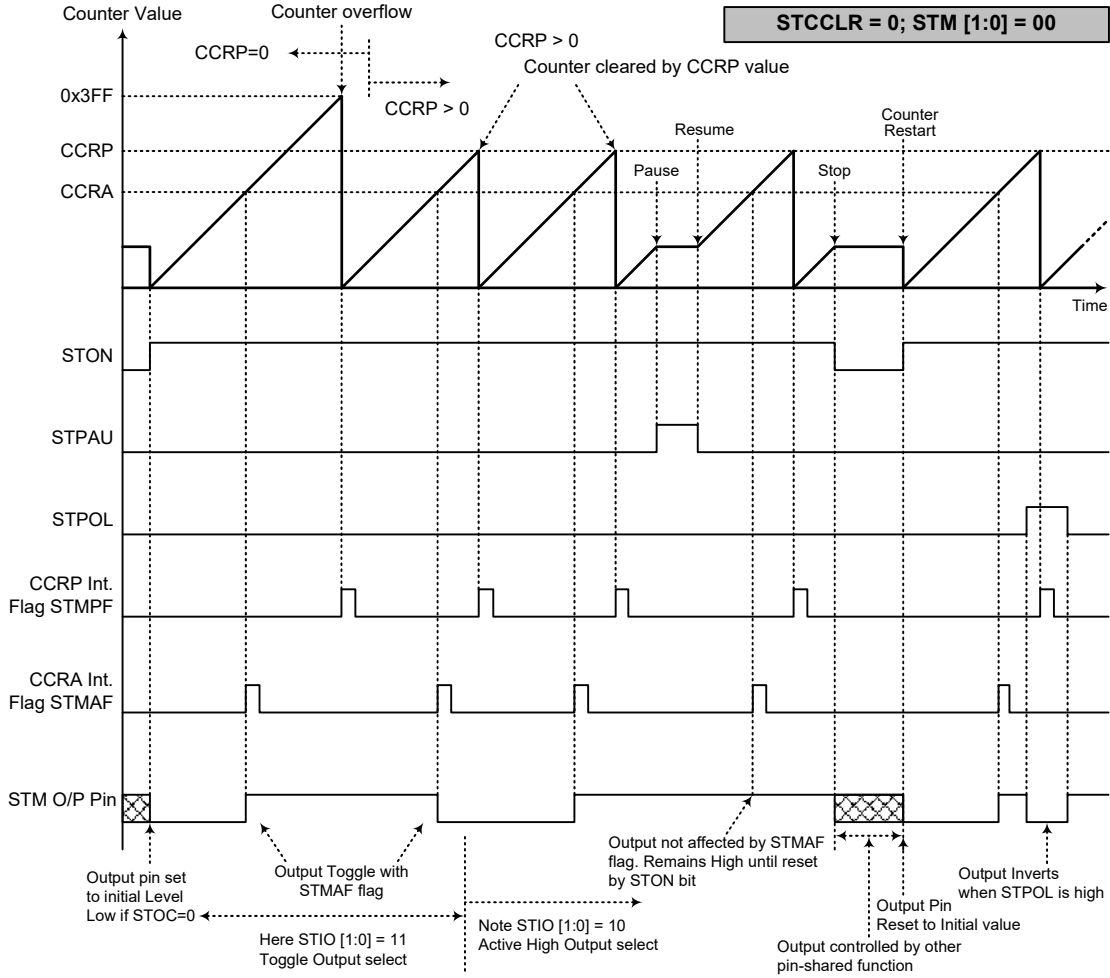 Counter Value
Counter overflow
STCCLR = 0; STM [1:0] = 00
CCRP=0
CCRP > 0
CCRP > 0
Counter cleared by CCRP value
0x3FF
CCRP
CCRA
Pause
Resume
Stop
Counter
Restart
Time
STON
STPAU
STPOL
CCRP Int.
Flag STMPF
CCRA Int.
Flag STMAF
STM O/P Pin
Output pin set
to initial Level
Low if STOC=0
Output Toggle with
STMAF flag
Here STIO [1:0] = 11
Toggle Output select
Output not affected by STMAF
flag. Remains High until reset
by STON bit
Note STIO [1:0] = 10
Active High Output select
Output controlled by other
pin-shared function
Output Pin
Reset to Initial value
Output Inverts
when STPOL is high